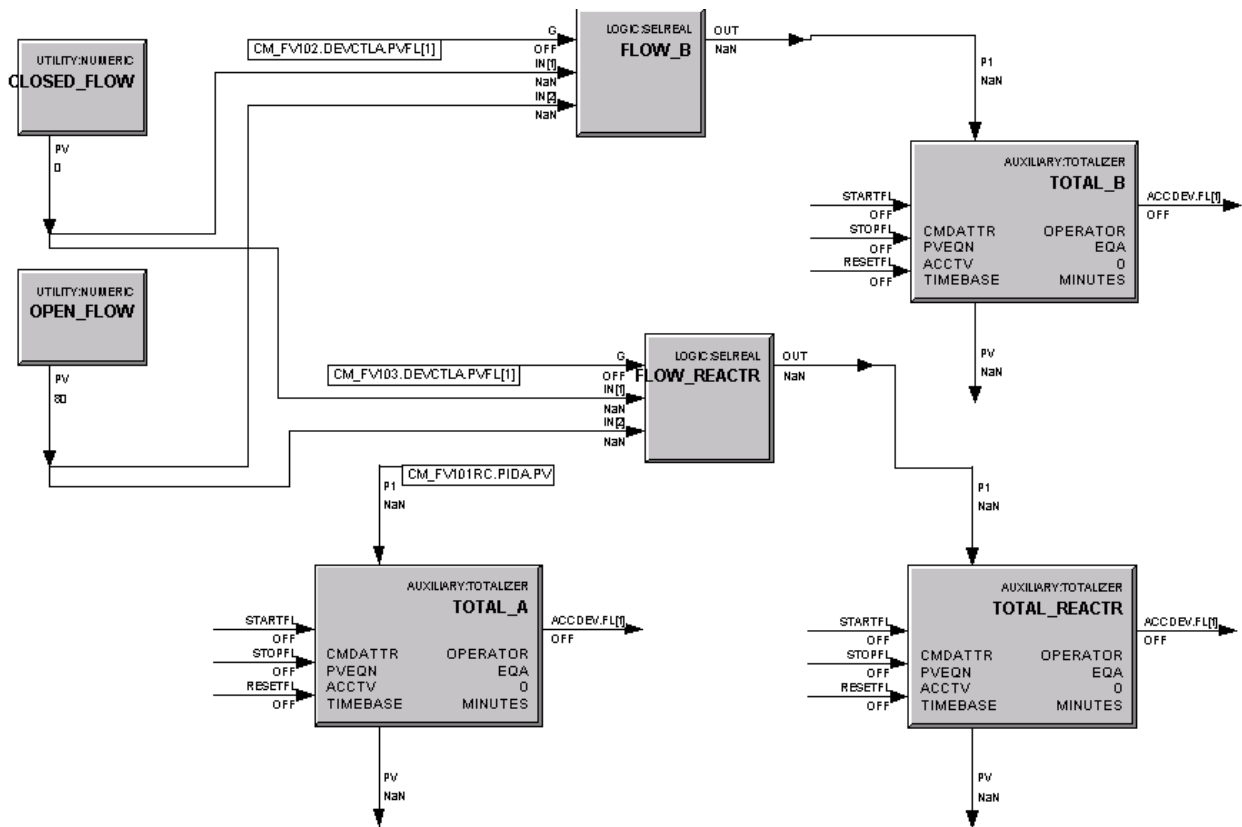 UTILITY:NUMERIC
CLOSED_FLOW
PV
0
CM_FV102.DEVCTLA.PVFL[1]
G
OFF
IN[1]
NaN
IN[2]
NaN
LOGIC:SELREAL
FLOW_B
OUT
NaN
P1
NaN
AUXILIARY:TOTALIZER
TOTAL_B
STARTFL
OFF
STOPFL
OFF
RESETFL
OFF
CMDATTR OPERATOR
PVEQN EQA
ACCTV 0
TIMEBASE MINUTES
ACCDEV.FL[1]
OFF
PV
NaN
UTILITY:NUMERIC
OPEN_FLOW
PV
80
CM_FV103.DEVCTLA.PVFL[1]
G
OFF
IN[1]
NaN
IN[2]
NaN
LOGIC:SELREAL
FLOW_REACTR
OUT
NaN
CM_FV101RC.PIDA.PV
P1
NaN
AUXILIARY:TOTALIZER
TOTAL_A
STARTFL
OFF
STOPFL
OFF
RESETFL
OFF
CMDATTR OPERATOR
PVEQN EQA
ACCTV 0
TIMEBASE MINUTES
ACCDEV.FL[1]
OFF
PV
NaN
P1
NaN
AUXILIARY:TOTALIZER
TOTAL_REACTR
STARTFL
OFF
STOPFL
OFF
RESETFL
OFF
CMDATTR OPERATOR
PVEQN EQA
ACCTV 0
TIMEBASE MINUTES
ACCDEV.FL[1]
OFF
PV
NaN